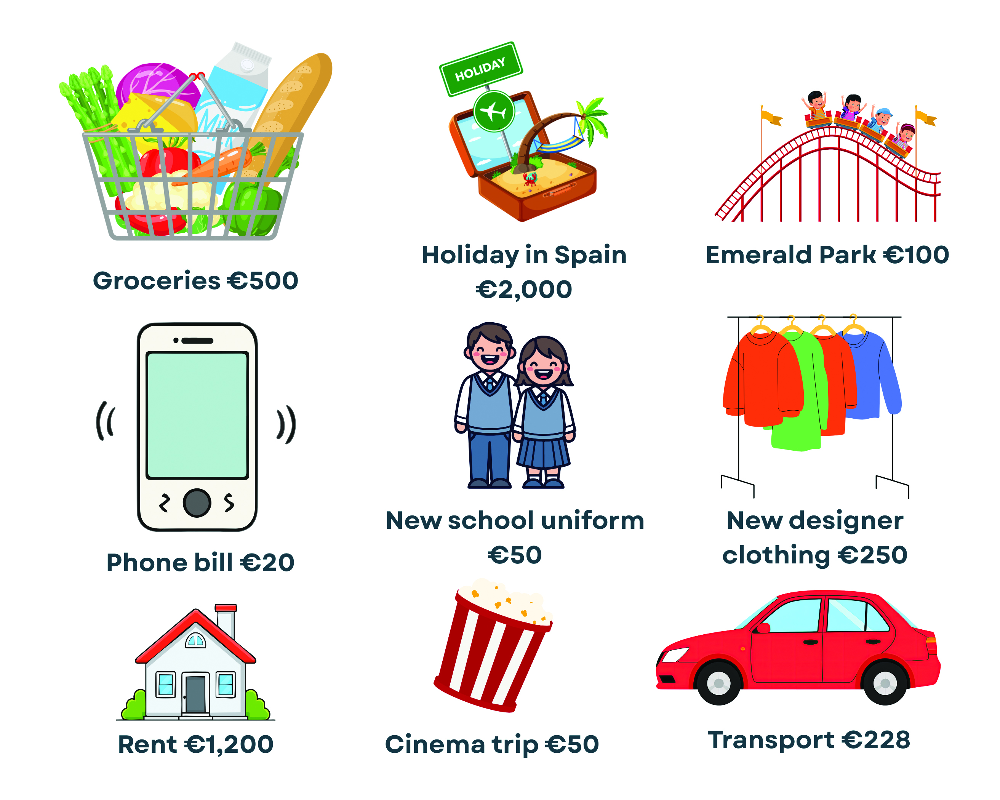 HOLIDAY
Groceries €500
Holiday in Spain
€2,000
Emerald Park €100
Milk
Phone bill €20
New school uniform
€50
New designer
clothing €250
Rent €1,200
Cinema trip €50
Transport €228